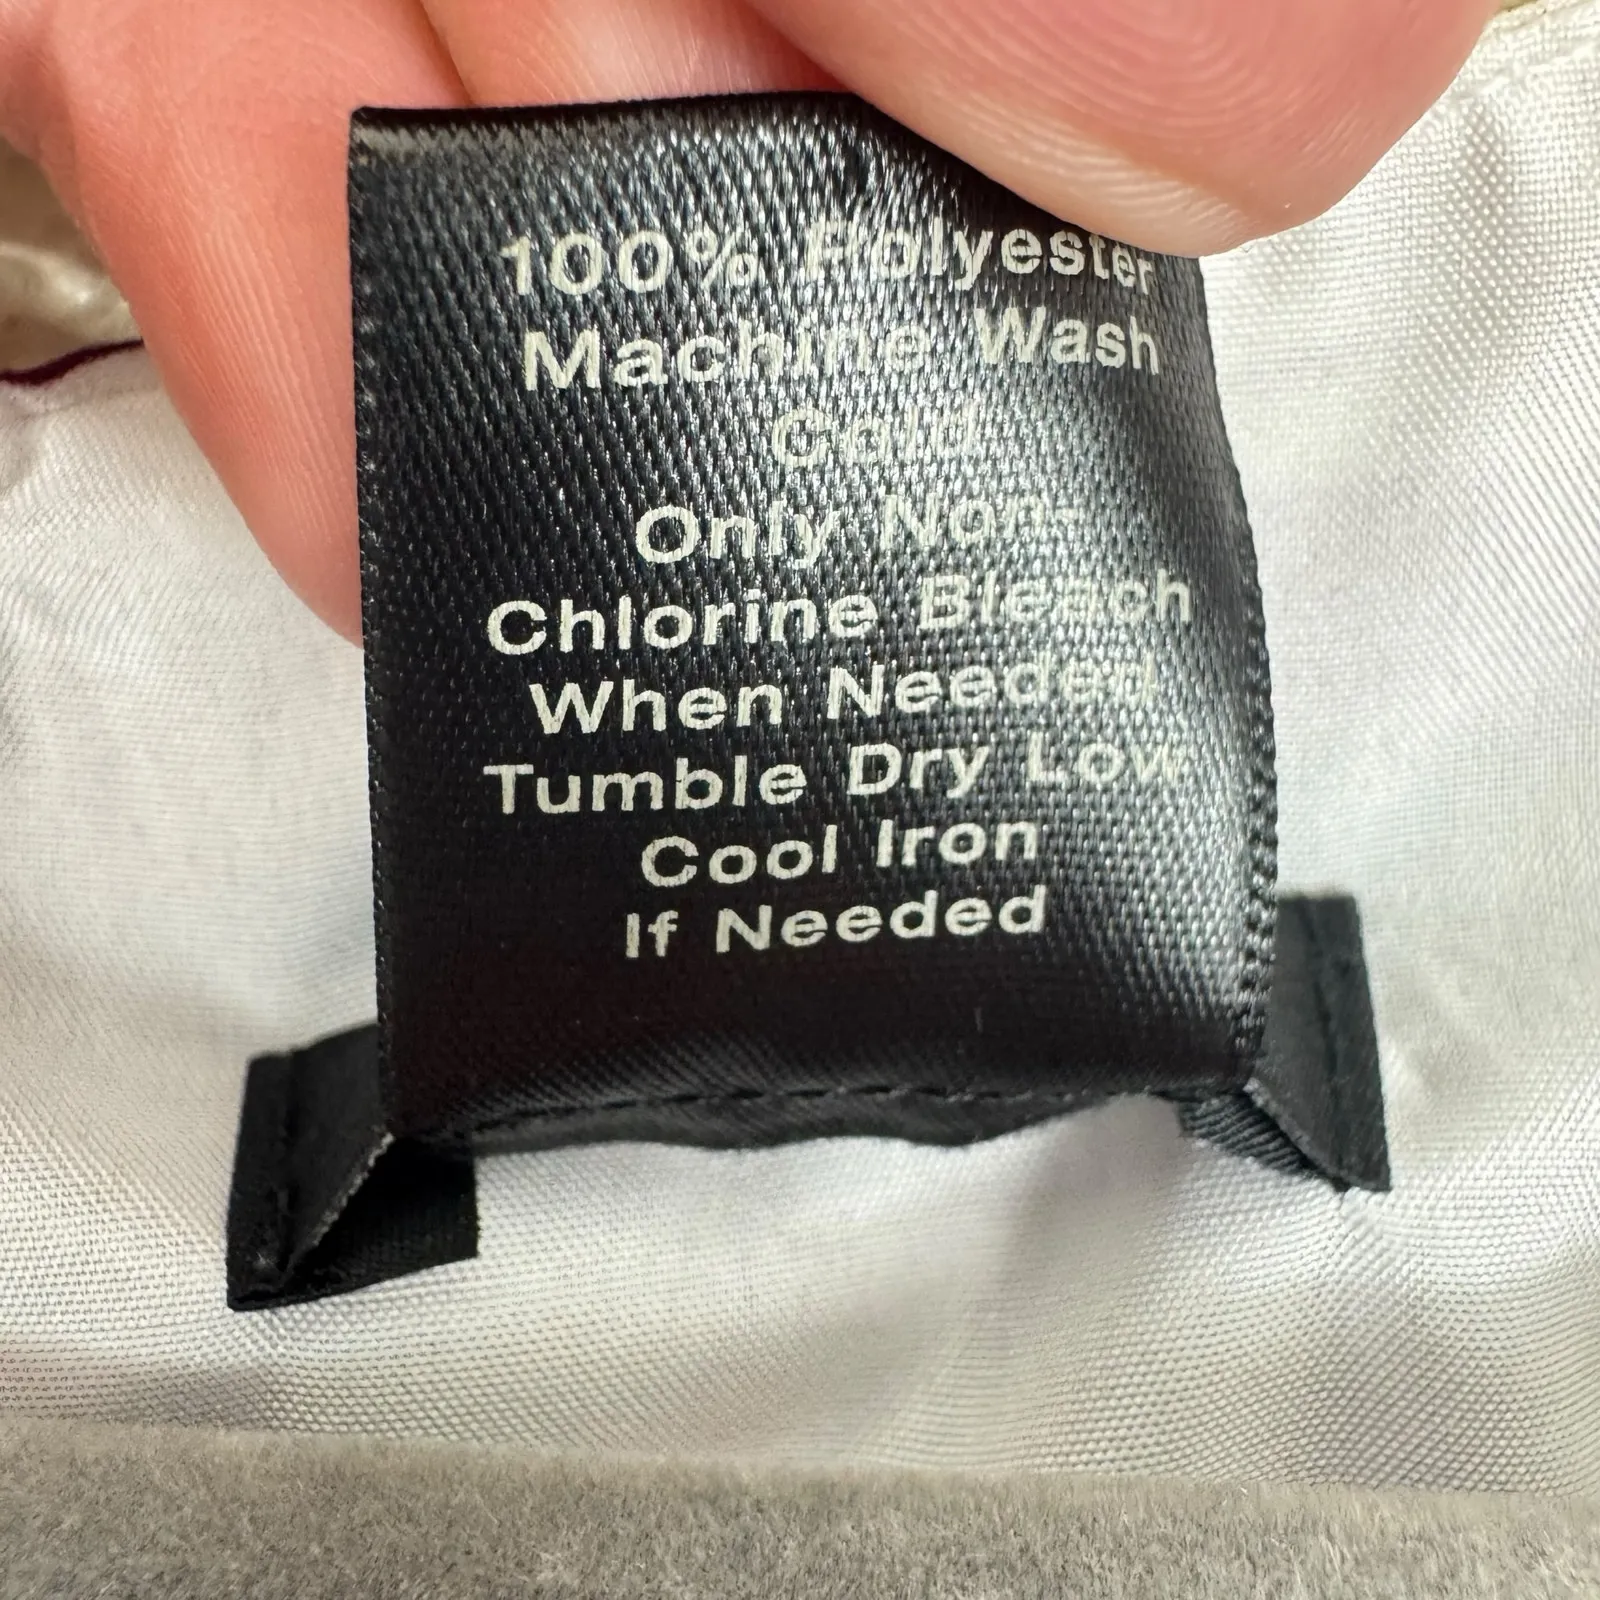 100% Polyester
Machine Wash
Cold
Only Non-
Chlorine Bleach
When Needed
Tumble Dry Low
Cool Iron
If Needed